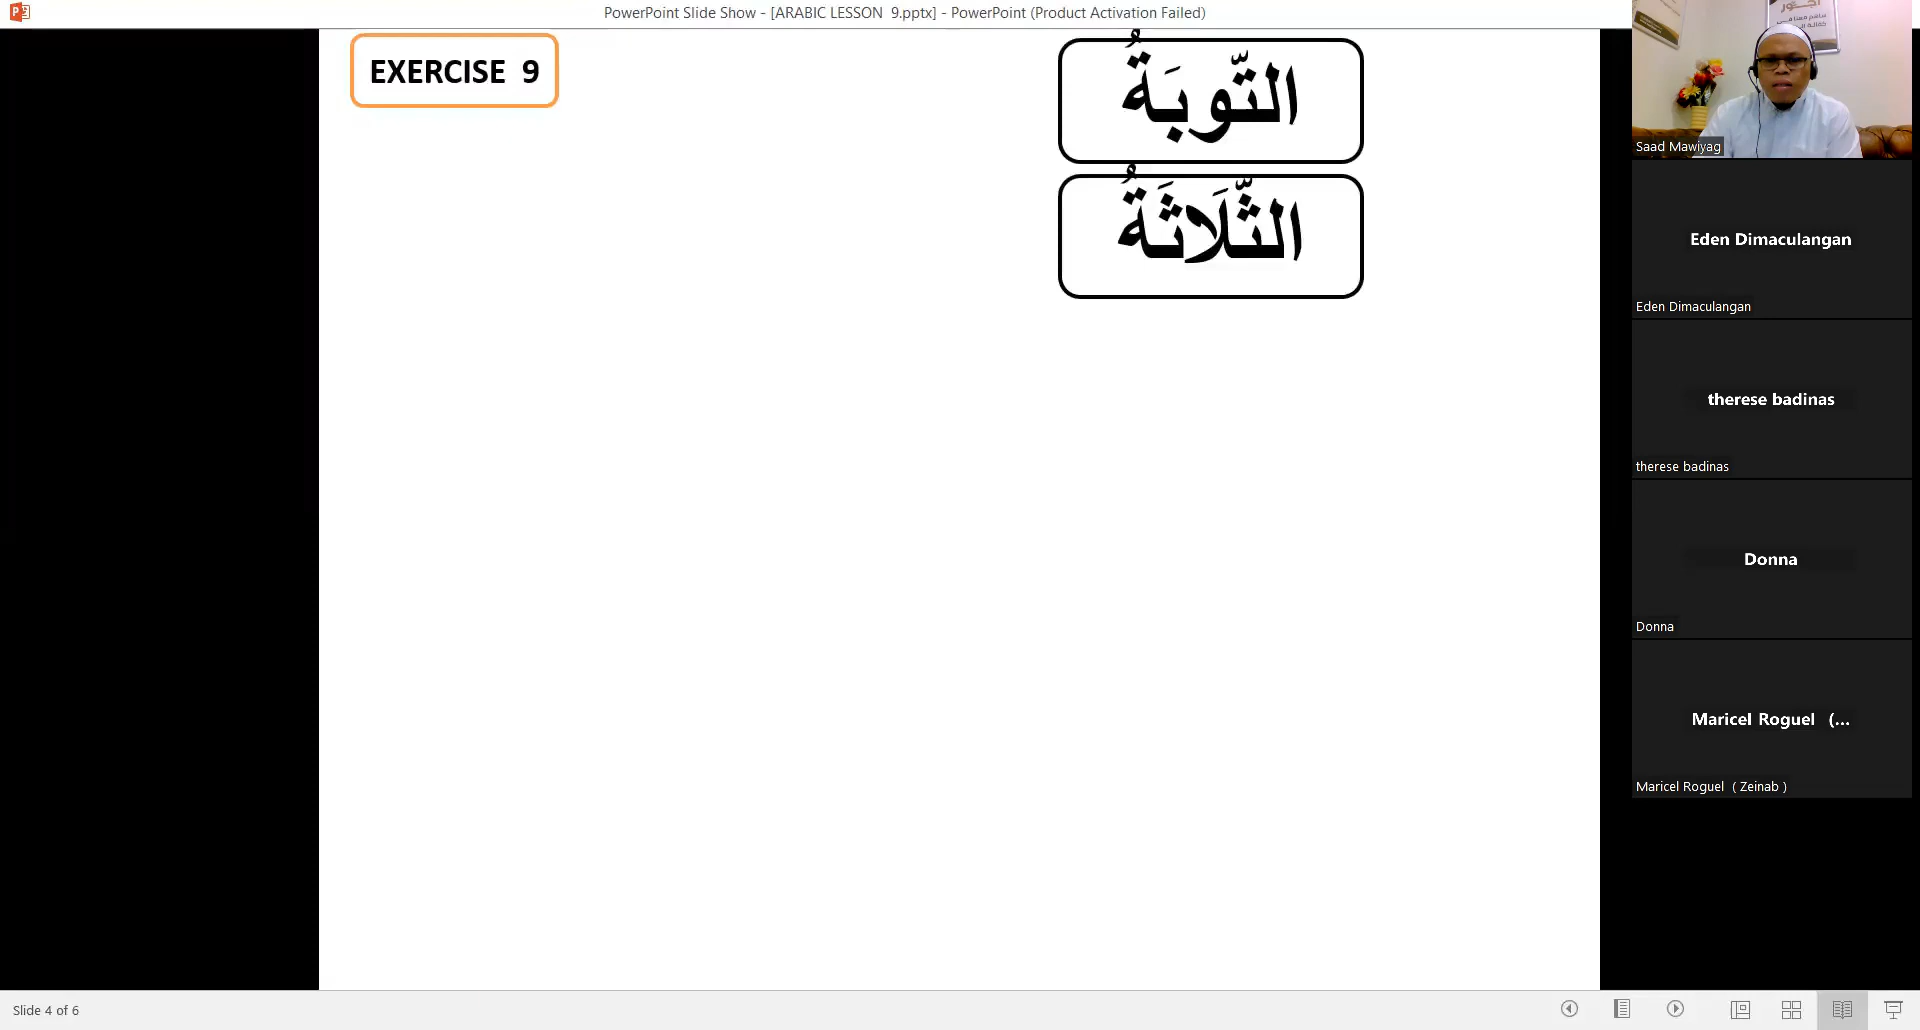 PowerPoint Slide Show - [ARABIC LESSON 9.pptx] - PowerPoint (Product Activation Failed)
EXERCISE 9
التّوبَةُ
الثَّلَاثَةُ
Saad Mawiyag
Eden Dimaculangan
Eden Dimaculangan
therese badinas
therese badinas
Donna
Donna
Maricel Roguel (...
Maricel Roguel ( Zeinab )
Slide 4 of 6